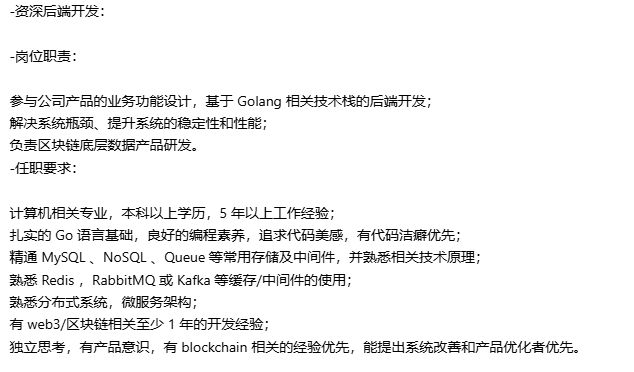 -资深后端开发：
-岗位职责：
参与公司产品的业务功能设计，基于 Golang 相关技术栈的后端开发；
解决系统瓶颈、提升系统的稳定性和性能；
负责区块链底层数据产品研发。
-任职要求：
计算机相关专业，本科以上学历，5 年以上工作经验；
扎实的 Go 语言基础，良好的编程素养，追求代码美感，有代码洁癖优先；
精通 MySQL 、NoSQL 、Queue 等常用存储及中间件，并熟悉相关技术原理；
熟悉 Redis ，RabbitMQ 或 Kafka 等缓存/中间件的使用；
熟悉分布式系统，微服务架构；
有 web3/区块链相关至少 1 年的开发经验；
独立思考，有产品意识，有 blockchain 相关的经验优先，能提出系统改善和产品优化者优先。